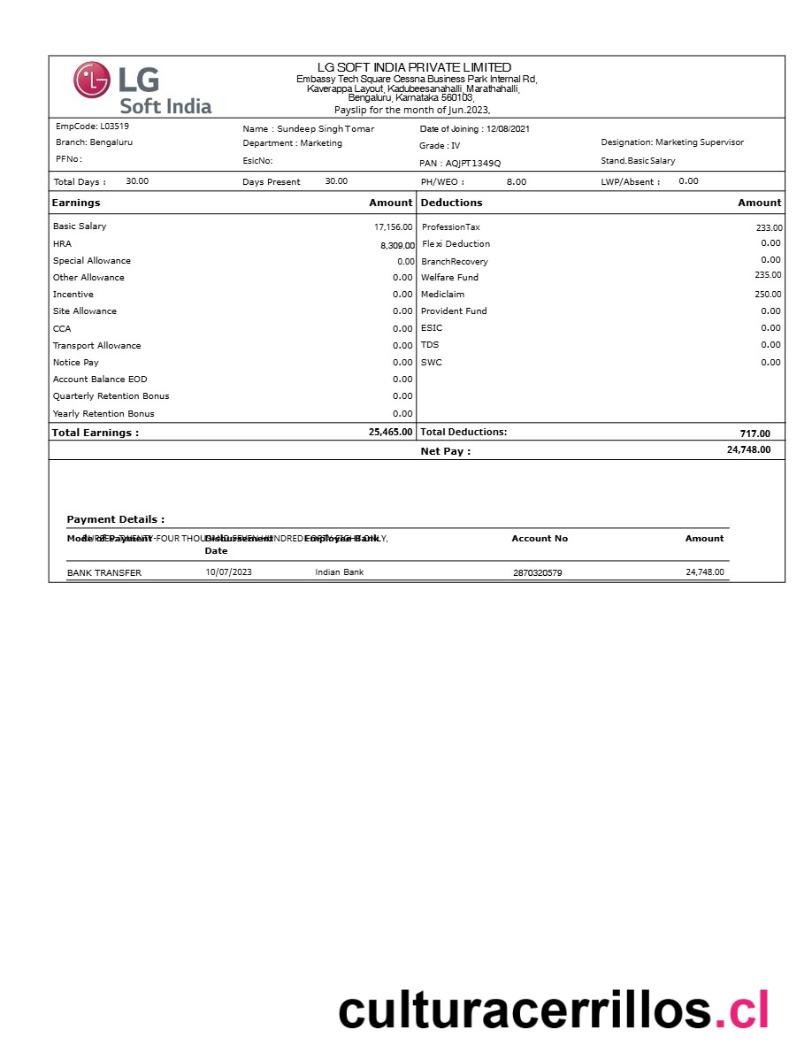 LG
Soft India
LG SOFT INDIA PRIVATE LIMITED
Embassy Tech Square Cessna Business Park Internal Rd,
Kaverappa Layout, Kadubeesanahalli, Marathahalli,
Bengaluru, Karnataka 560103,
Payslip for the month of Jun.2023,
EmpCode: L03519 Name : Sundeep Singh Tomar Date of Joining : 12/08/2021
Branch: Bengaluru Department : Marketing Grade : IV Designation: Marketing Supervisor
PFNo: EsicNo: PAN : AQJPT1349Q Stand.Basic Salary
Total Days : 30.00 Days Present 30.00 PH/WEO : 8.00 LWP/Absent : 0.00
Earnings Amount Deductions Amount
Basic Salary 17,156.00 ProfessionTax 233.00
HRA 8,309.00 Flexi Deduction 0.00
Special Allowance 0.00 BranchRecovery 0.00
Other Allowance 0.00 Welfare Fund 235.00
Incentive 0.00 Mediclaim 250.00
Site Allowance 0.00 Provident Fund 0.00
CCA 0.00 ESIC 0.00
Transport Allowance 0.00 TDS 0.00
Notice Pay 0.00 SWC 0.00
Account Balance EOD 0.00
Quarterly Retention Bonus 0.00
Yearly Retention Bonus 0.00
Total Earnings : 25,465.00 Total Deductions: 717.00
Net Pay : 24,748.00
Payment Details :
Mode of Payment Disbursement Employee Bank Account No Amount
Date
BANK TRANSFER 10/07/2023 Indian Bank 2870320579 24,748.00
culturacerrillos.cl